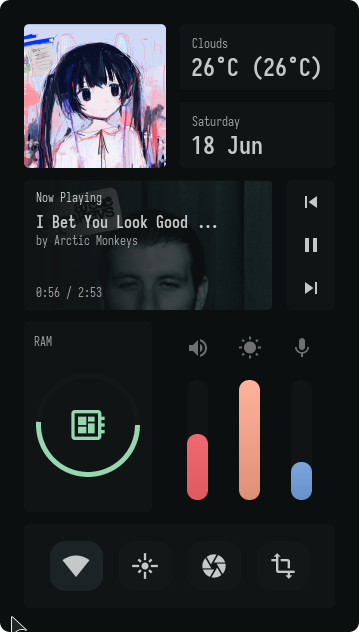 Clouds
26°C (26°C)
Saturday
18 Jun
Now Playing
I Bet You Look Good ...
by Arctic Monkeys
0:56 / 2:53
RAM